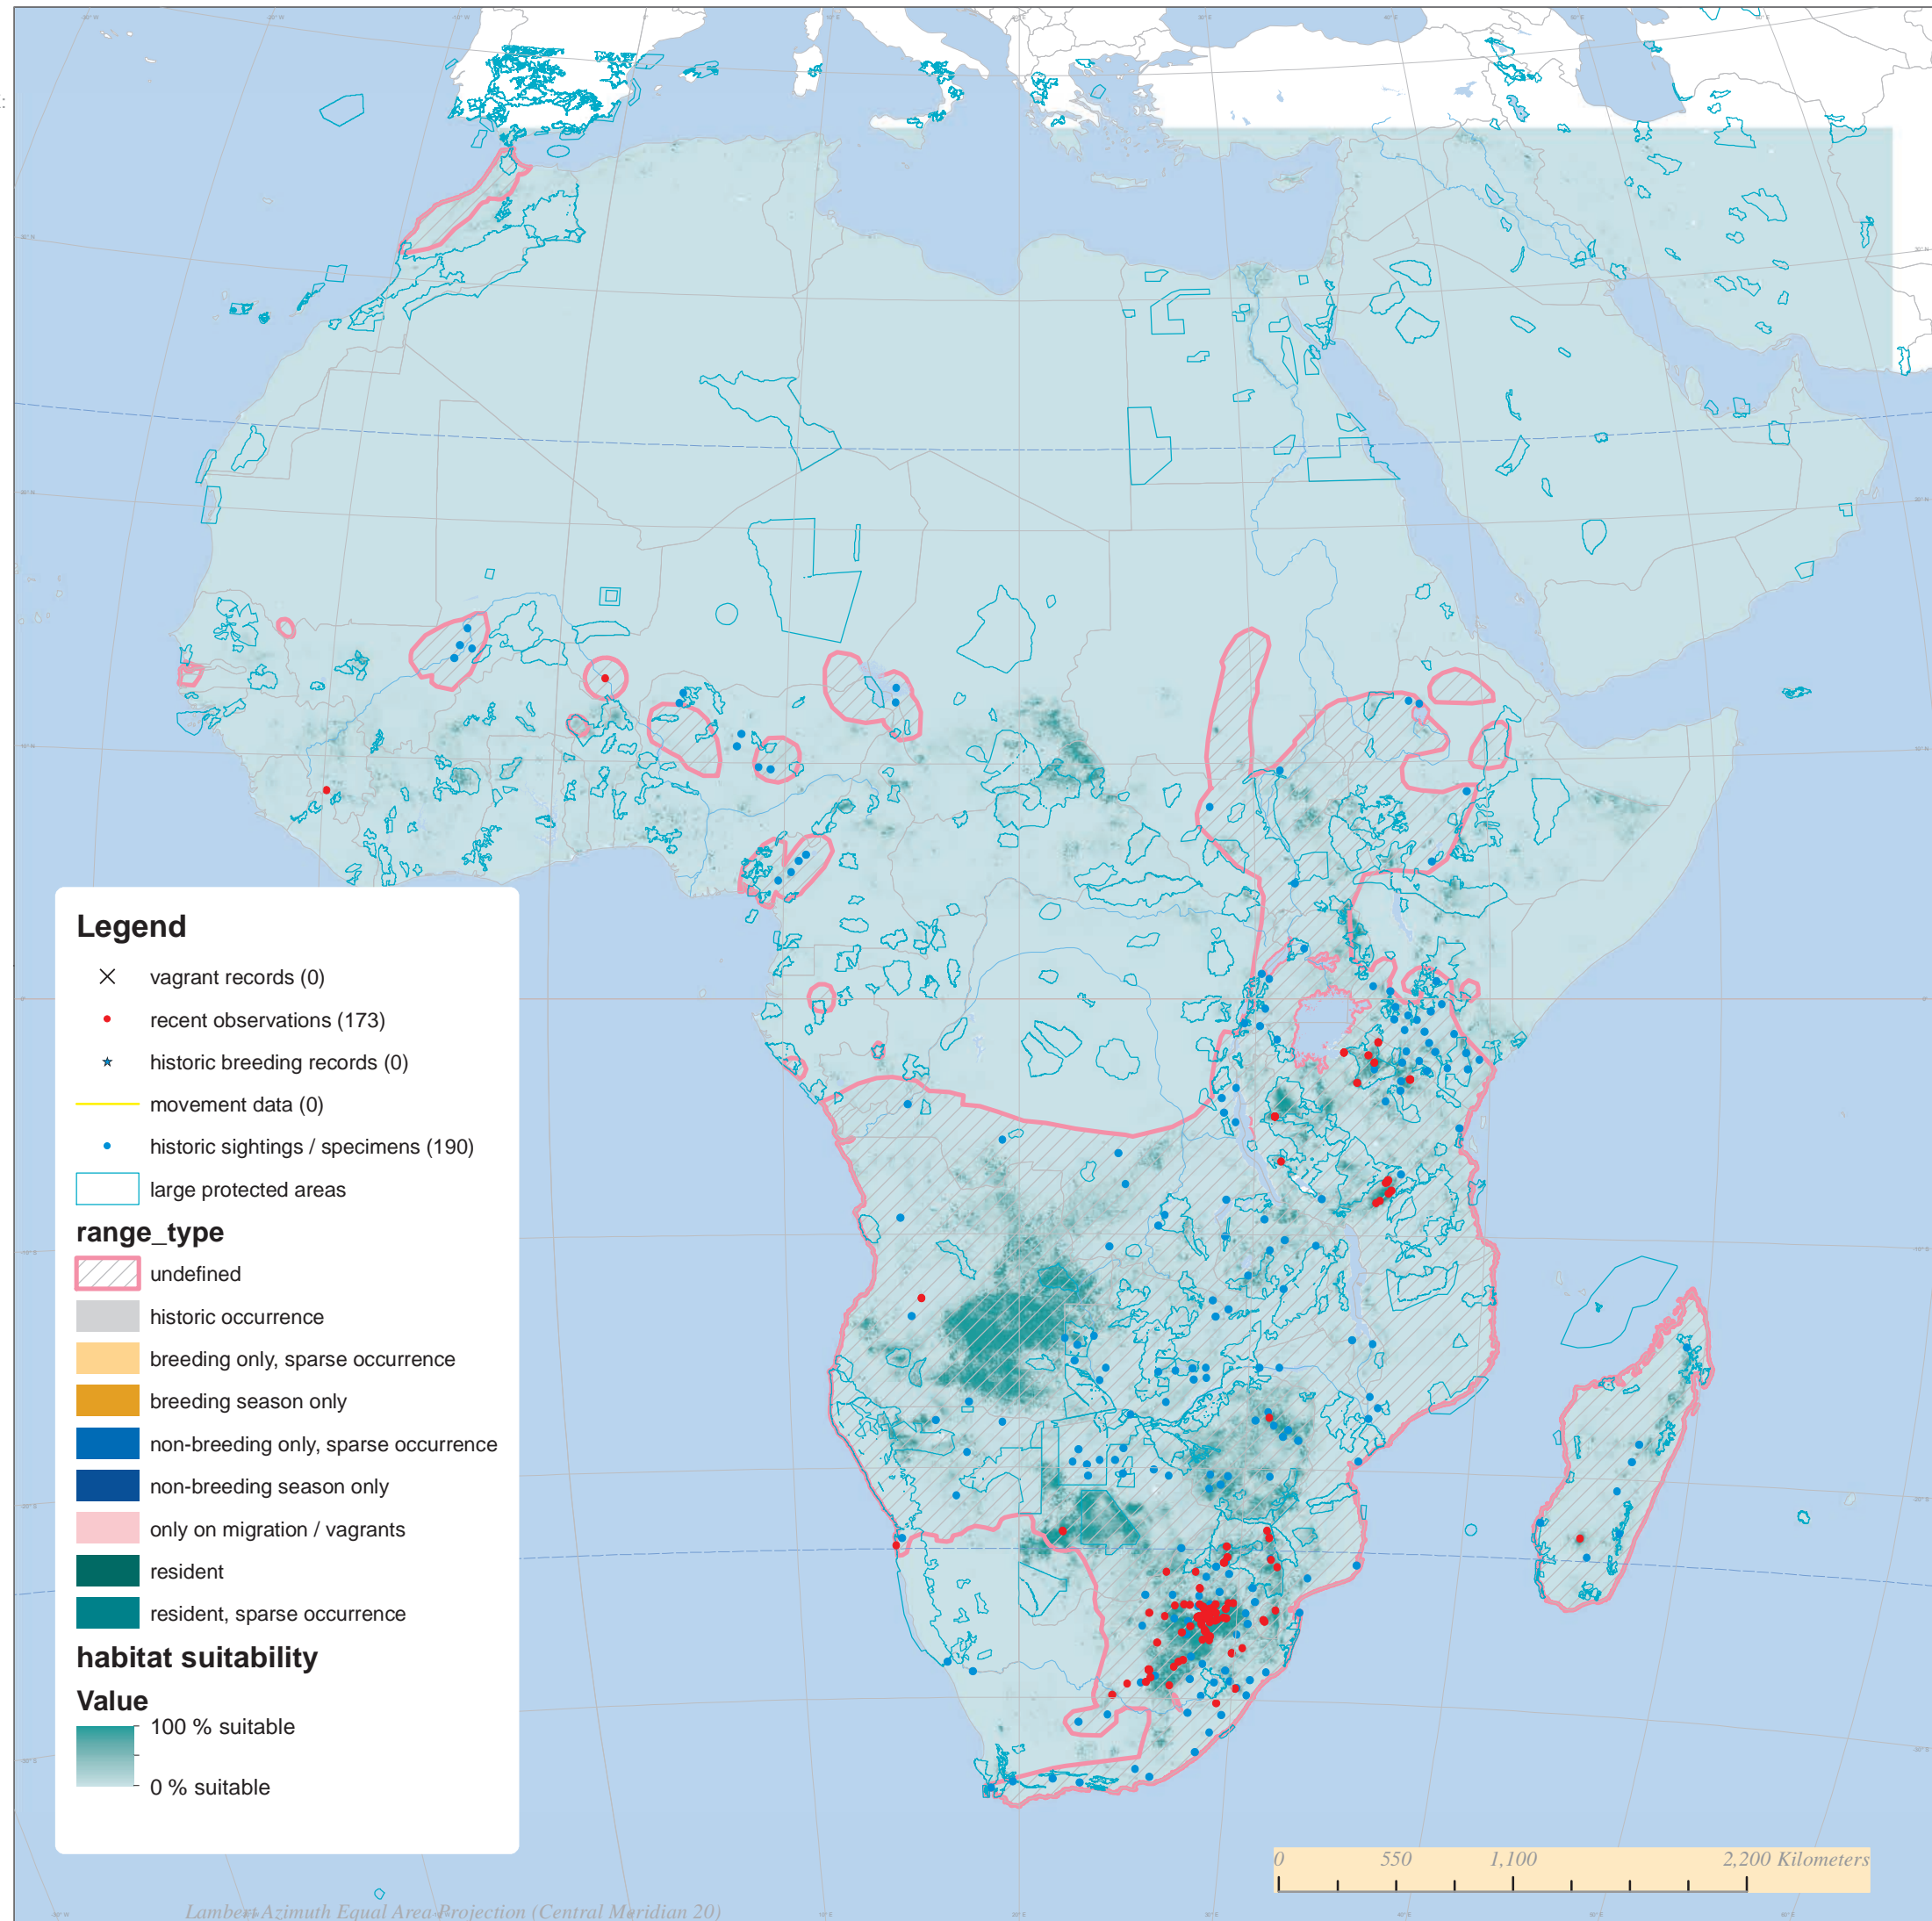 Legend
vagrant records (0)
recent observations (173)
historic breeding records (0)
movement data (0)
historic sightings / specimens (190)
large protected areas
range_type
undefined
historic occurrence
breeding only, sparse occurrence
breeding season only
non-breeding only, sparse occurrence
non-breeding season only
only on migration / vagrants
resident
resident, sparse occurrence
habitat suitability
Value
100 % suitable
0 % suitable
0 550 1,100 2,200 Kilometers
Lambert Azimuth Equal Area Projection (Central Meridian 20)